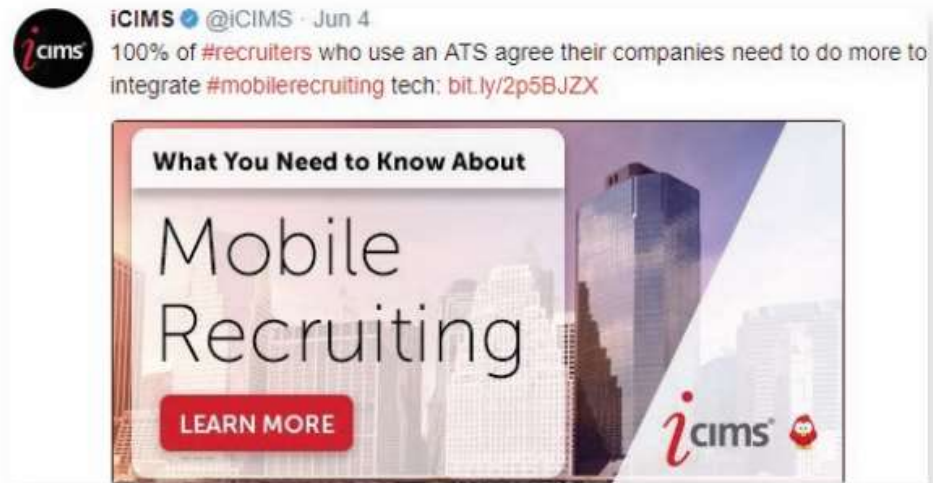 iCIMS @iCIMS · Jun 4
icims
100% of #recruiters who use an ATS agree their companies need to do more to
integrate #mobilerecruiting tech: bit.ly/2p5BJZX
What You Need to Know About
Mobile
Recruiting
LEARN MORE
icims®